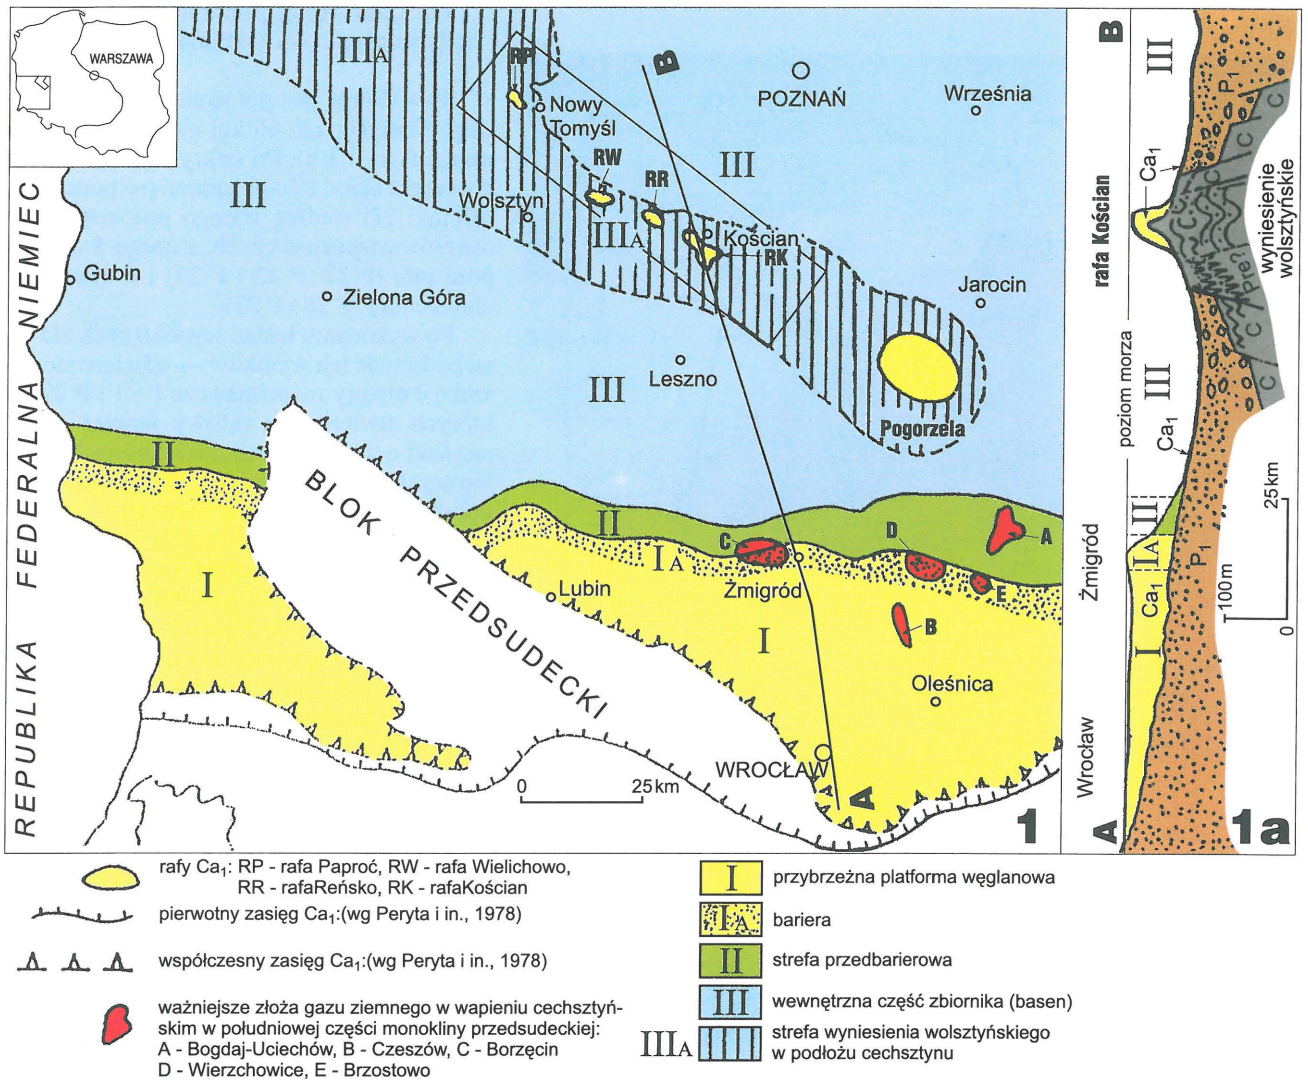 WARSZAWA
III
IIIA
RP
B
POZNAŃ
Września
Nowy
Tomyśl
RW
RR
III
Wolsztyn
IIIA
Kościan
RK
Gubin
Zielona Góra
Jarocin
III
Leszno
Pogorzela
REPUBLIKA FEDERALNA NIEMIEC
II
BLOK PRZEDSUDECKI
I
II
IA
C
Żmigród
D
A
E
B
Lubin
I
Oleśnica
WROCŁAW
A
0 25 km
1
B
III
P1
C
C
C
Ca1
rafa Kościan
C
Pre?
C
C
wyniesienie
wolsztyńskie
poziom morza
III
Ca1
25km
100m
0
II
IA
Ca1
P1
I
Żmigród
Wrocław
A
1a
rafy Ca1: RP - rafa Paproć, RW - rafa Wielichowo,
RR - rafaReńsko, RK - rafaKościan
pierwotny zasięg Ca1:(wg Peryta i in., 1978)
współczesny zasięg Ca1:(wg Peryta i in., 1978)
ważniejsze złoża gazu ziemnego w wapieniu cechsztyń-
skim w południowej części monokliny przedsudeckiej:
A - Bogdaj-Uciechów, B - Czeszów, C - Borzęcin
D - Wierzchowice, E - Brzostowo
I przybrzeżna platforma węglanowa
IA bariera
II strefa przedbarierowa
III wewnętrzna część zbiornika (basen)
IIIA strefa wyniesienia wolsztyńskiego
w podłożu cechsztynu